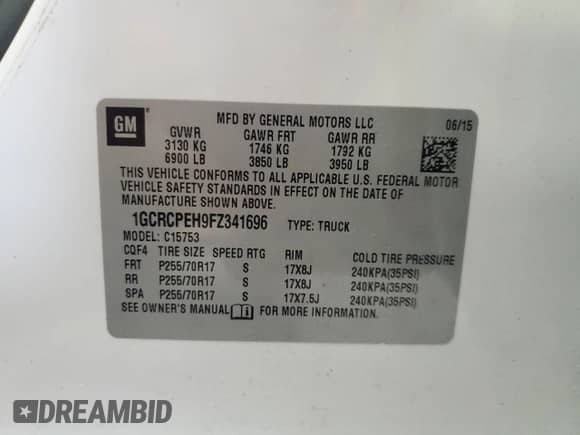 GM
MFD BY GENERAL MOTORS LLC
06/15
GVWR GAWR FRT GAWR RR
3130 KG 1746 KG 1792 KG
6900 LB 3850 LB 3950 LB
THIS VEHICLE CONFORMS TO ALL APPLICABLE U.S. FEDERAL MOTOR
VEHICLE SAFETY STANDARDS IN EFFECT ON THE DATE OF
MANUFACTURE SHOWN ABOVE.
1GCRCPEH9FZ341696 TYPE: TRUCK
MODEL: C15753
CQF4 TIRE SIZE SPEED RTG RIM COLD TIRE PRESSURE
FRT P255/70R17 S 17X8J 240KPA(35PSI)
RR P255/70R17 S 17X8J 240KPA(35PSI)
SPA P255/70R17 S 17X7.5J 240KPA(35PSI)
SEE OWNER'S MANUAL FOR MORE INFORMATION.
DREAMBID